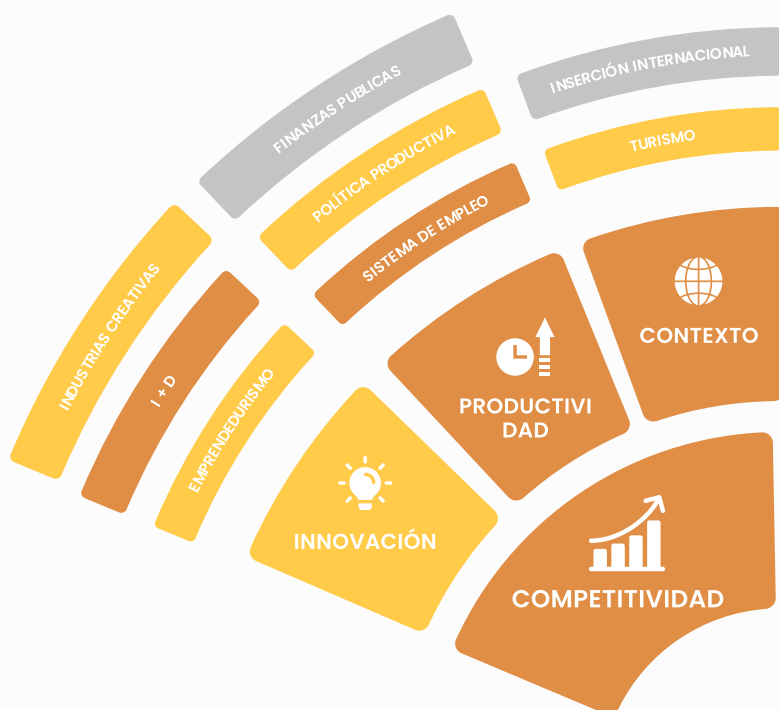 FINANZAS PUBLICAS
INSERCIÓN INTERNACIONAL
POLÍTICA PRODUCTIVA
TURISMO
SISTEMA DE EMPLEO
INDUSTRIAS CREATIVAS
I + D
EMPRENDEDURISMO
CONTEXTO
PRODUCTIVI
DAD
INNOVACIÓN
COMPETITIVIDAD